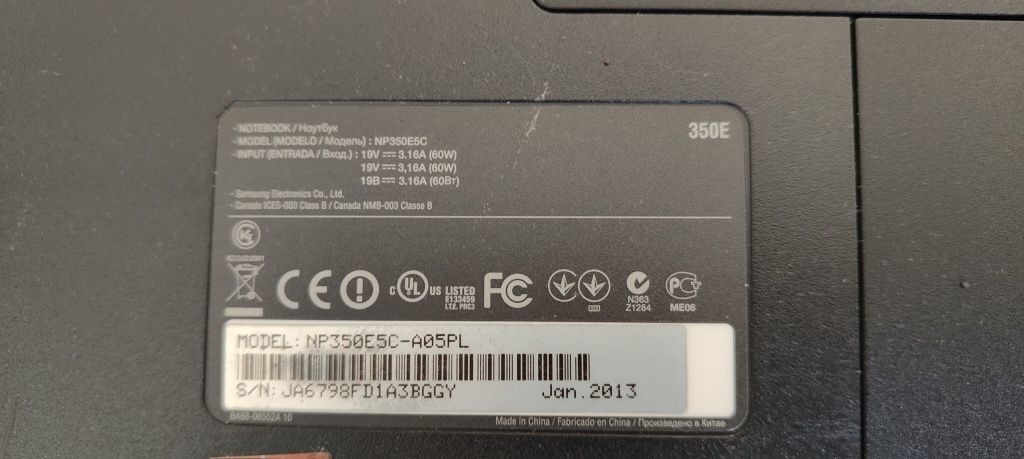 - NOTEBOOK / Ноутбук
350E
- MODEL (MODELO / Модель) : NP350E5C
- INPUT (ENTRADA / Вход.) : 19V 3.16A (60W)
19V 3,16A (60W)
19В 3.16A (60Вт)
- Samsung Electronics Co., Ltd.
- Canada ICES-003 Class B / Canada NMB-003 Classe B
CE
C UL US LISTED
E133459
I.T.E. PRC3
FC
N363
Z1284
ME06
MODEL: NP350E5C-A05PL
S/N: JA6798FD1A3BGGY Jan.2013
BA68-08552A 10
Made in China / Fabricado en China / Произведено в Китае